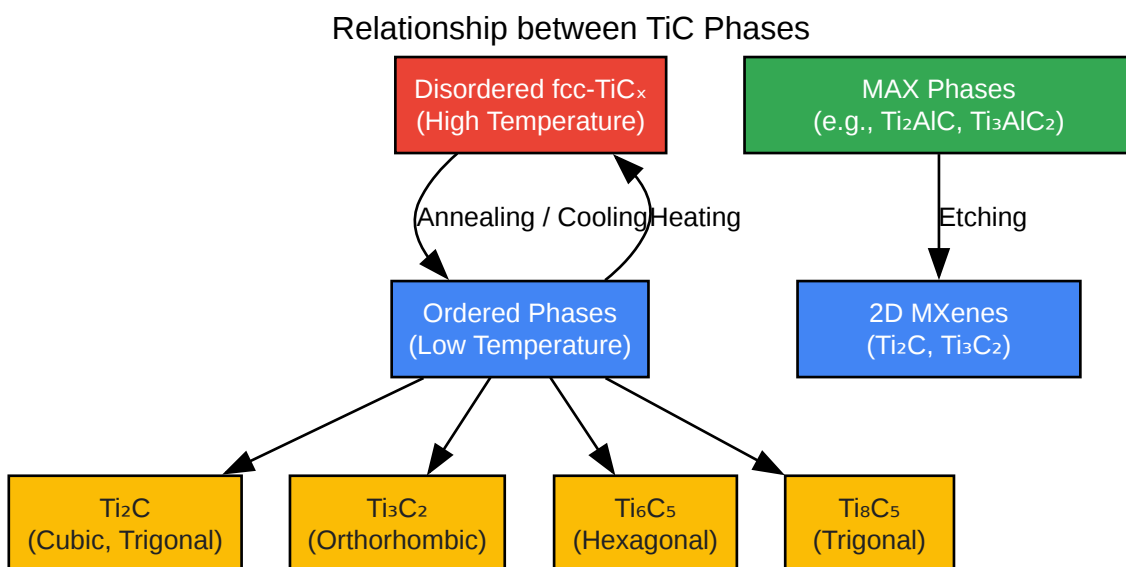 Relationship between TiC Phases
Disordered fcc-TiCₓ
(High Temperature)
MAX Phases
(e.g., Ti₂AlC, Ti₃AlC₂)
Annealing / Cooling
Heating
Etching
Ordered Phases
(Low Temperature)
2D MXenes
(Ti₂C, Ti₃C₂)
Ti₂C
(Cubic, Trigonal)
Ti₃C₂
(Orthorhombic)
Ti₆C₅
(Hexagonal)
Ti₈C₅
(Trigonal)